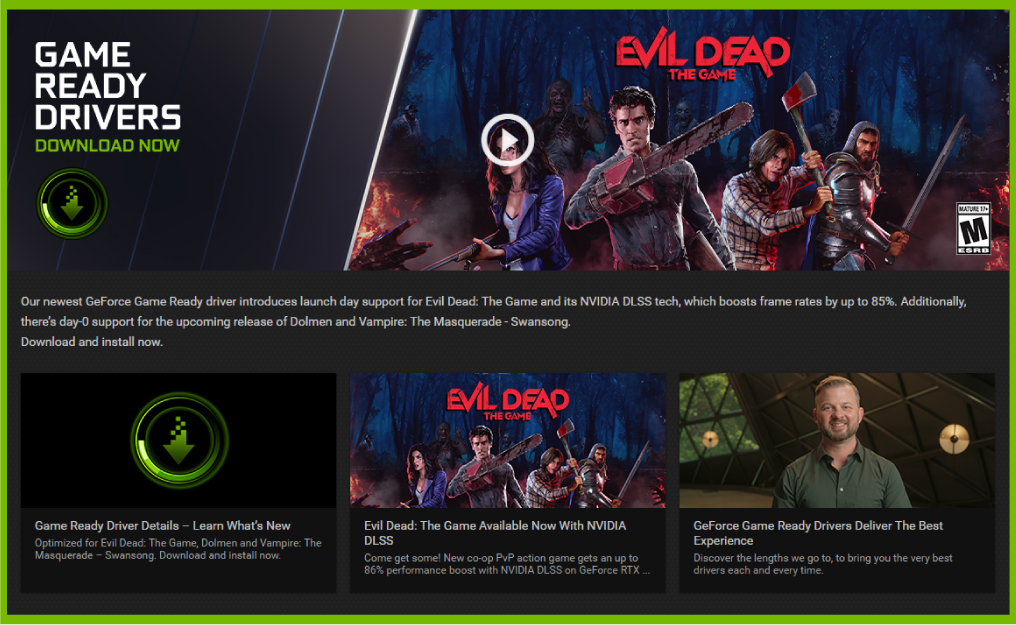 GAME
READY
DRIVERS
DOWNLOAD NOW
EVIL DEAD
THE GAME
MATURE 17+
M
ESRB
Our newest GeForce Game Ready driver introduces launch day support for Evil Dead: The Game and its NVIDIA DLSS tech, which boosts frame rates by up to 85%. Additionally,
there's day-0 support for the upcoming release of Dolmen and Vampire: The Masquerade - Swansong.
Download and install now.
Game Ready Driver Details – Learn What's New
Optimized for Evil Dead: The Game, Dolmen and Vampire: The
Masquerade – Swansong. Download and install now.
EVIL DEAD
THE GAME
Evil Dead: The Game Available Now With NVIDIA
DLSS
Come get some! New co-op PvP action game gets an up to
86% performance boost with NVIDIA DLSS on GeForce RTX ...
GeForce Game Ready Drivers Deliver The Best
Experience
Discover the lengths we go to, to bring you the very best
drivers each and every time.